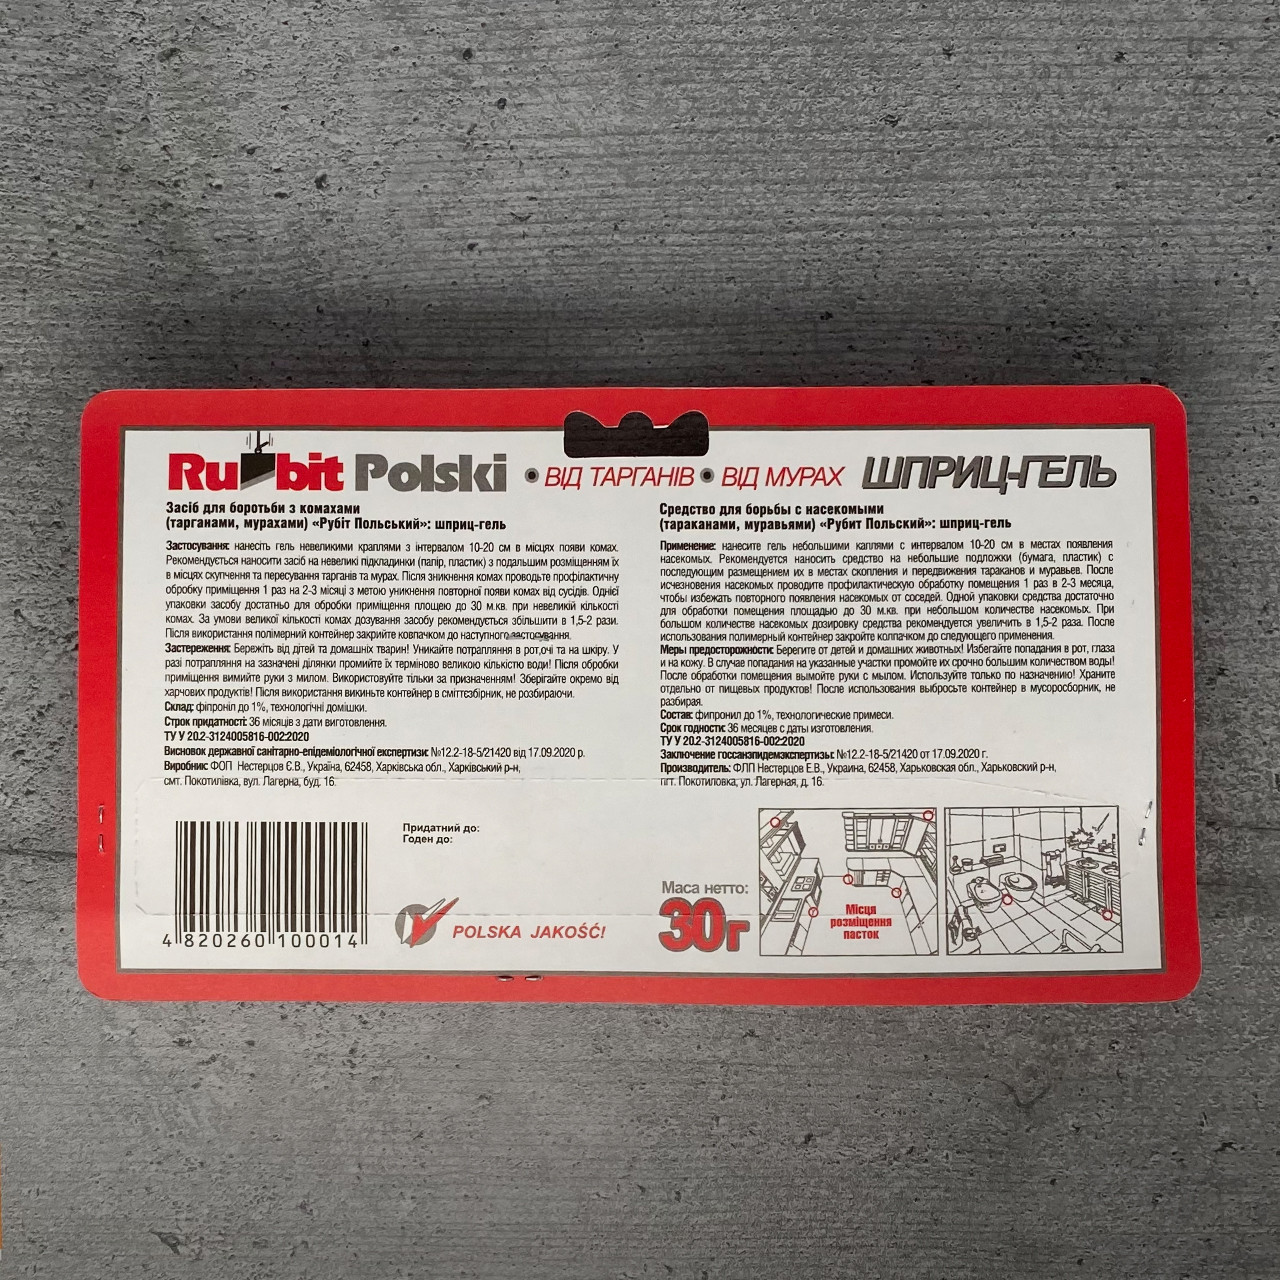 Rubbit Polski • ВІД ТАРГАНІВ • ВІД МУРАХ ШПРИЦ-ГЕЛЬ
Засіб для боротьби з комахами
(тарганами, мурахами) «Рубіт Польський»: шприц-гель
Застосування: нанесіть гель невеликими краплями з інтервалом 10-20 см в місцях появи комах.
Рекомендується наносити засіб на невеликі підкладинки (папір, пластик) з подальшим розміщенням їх
в місцях скупчення та пересування тарганів та мурах. Після зникнення комах проводьте профілактичну
обробку приміщення 1 раз на 2-3 місяці з метою уникнення повторної появи комах від сусідів. Однієї
упаковки засобу достатньо для обробки приміщення площею до 30 м.кв. при невеликій кількості
комах. За умови великої кількості комах дозування засобу рекомендується збільшити в 1,5-2 рази.
Після використання полімерний контейнер закрийте ковпачком до наступного застосування.
Застереження: Бережіть від дітей та домашніх тварин! Уникайте потрапляння в рот,очі та на шкіру. У
разі потрапляння на зазначені ділянки промийте їх терміново великою кількістю води! Після обробки
приміщення вимийте руки з милом. Використовуйте тільки за призначенням! Зберігайте окремо від
харчових продуктів! Після використання викиньте контейнер в сміттєзбірник, не розбираючи.
Склад: фіпроніл до 1%, технологічні домішки.
Строк придатності: 36 місяців з дати виготовлення.
ТУ У 20.2-3124005816-002:2020
Висновок державної санітарно-епідеміологічної експертизи: №12.2-18-5/21420 від 17.09.2020 р.
Виробник: ФОП Нестерцов Є.В., Україна, 62458, Харківська обл., Харківський р-н,
смт. Покотилівка, вул. Лагерна, буд. 16.
Средство для борьбы с насекомыми
(тараканами, муравьями) «Рубит Польский»: шприц-гель
Применение: нанесите гель небольшими каплями с интервалом 10-20 см в местах появления
насекомых. Рекомендуется наносить средство на небольшие подложки (бумага, пластик) с
последующим размещением их в местах скопления и передвижения тараканов и муравьев. После
исчезновения насекомых проводите профилактическую обработку помещения 1 раз в 2-3 месяца,
чтобы избежать повторного появления насекомых от соседей. Одной упаковки средства достаточно
для обработки помещения площадью до 30 м.кв. при небольшом количестве насекомых. При
большом количестве насекомых дозировку средства рекомендуется увеличить в 1,5-2 раза. После
использования полимерный контейнер закройте колпачком до следующего применения.
Меры предосторожности: Берегите от детей и домашних животных! Избегайте попадания в рот, глаза
и на кожу. В случае попадания на указанные участки промойте их срочно большим количеством воды!
После обработки помещения вымойте руки с мылом. Используйте только по назначению! Храните
отдельно от пищевых продуктов! После использования выбросьте контейнер в мусоросборник, не
разбирая.
Состав: фипронил до 1%, технологические примеси.
Срок годности: 36 месяцев с даты изготовления.
ТУ У 20.2-3124005816-002:2020
Заключение госсанэпидемэкспертизы: №12.2-18-5/21420 от 17.09.2020 г.
Производитель: ФЛП Нестерцов Е.В., Украина, 62458, Харьковская обл., Харьковский р-н,
пгт. Покотиловка, ул. Лагерная, д. 16.
4 820260 100014
Придатний до:
Годен до:
POLSKA JAKOŚĆ!
Маса нетто:
30г
Місця
розміщення
пасток